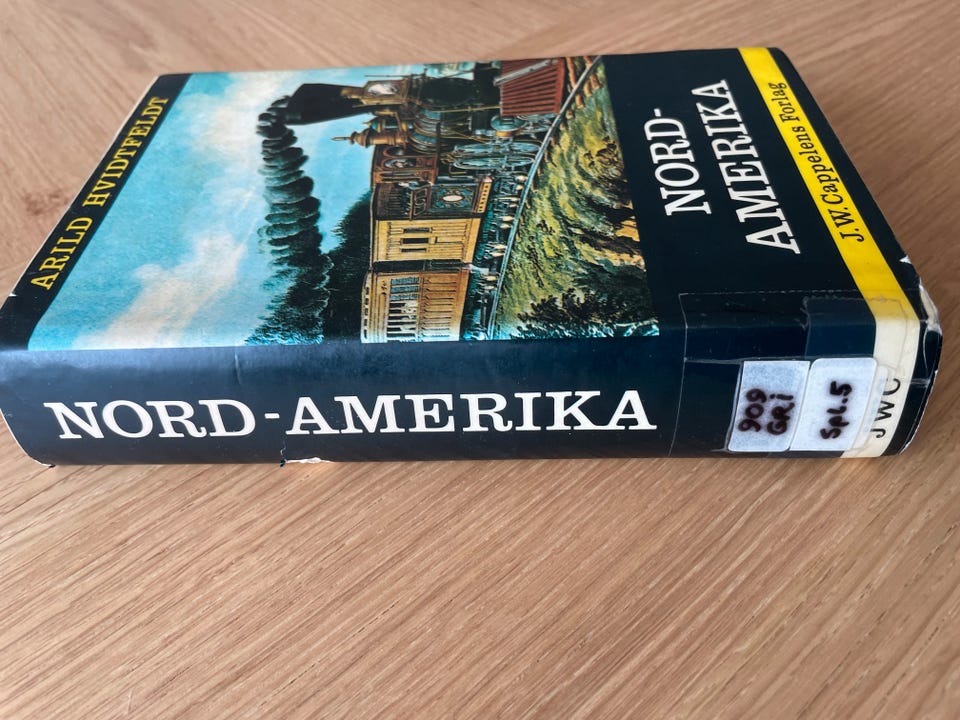 ARILD HVIDTFELDT
NORD-
AMERIKA
J.W.Cappelens Forlag
NORD-AMERIKA
909
GRi
Spl.5
JWC